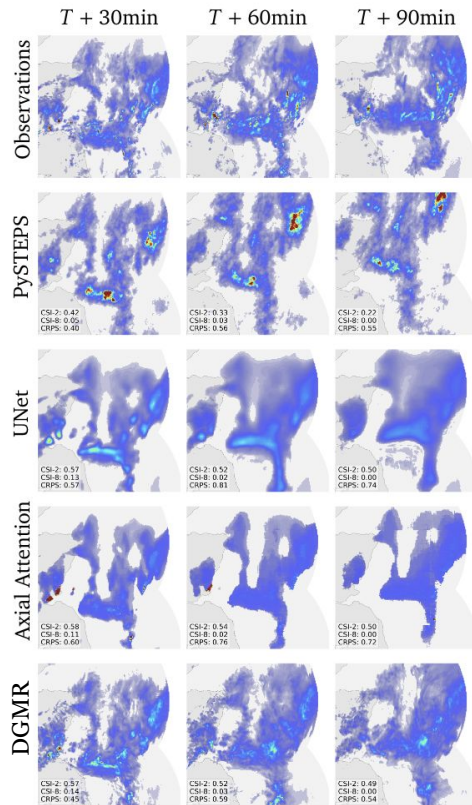 T + 30min T + 60min T + 90min
Observations
PySTEPS
CSI-2: 0.42
CSI-8: 0.05
CRPS: 0.40
CSI-2: 0.33
CSI-8: 0.03
CRPS: 0.56
CSI-2: 0.22
CSI-8: 0.00
CRPS: 0.55
UNet
CSI-2: 0.57
CSI-8: 0.13
CRPS: 0.57
CSI-2: 0.52
CSI-8: 0.02
CRPS: 0.81
CSI-2: 0.50
CSI-8: 0.00
CRPS: 0.74
Axial Attention
CSI-2: 0.58
CSI-8: 0.11
CRPS: 0.60
CSI-2: 0.54
CSI-8: 0.02
CRPS: 0.76
CSI-2: 0.50
CSI-8: 0.00
CRPS: 0.72
DGMR
CSI-2: 0.57
CSI-8: 0.14
CRPS: 0.45
CSI-2: 0.52
CSI-8: 0.03
CRPS: 0.59
CSI-2: 0.49
CSI-8: 0.00
CRPS: 0.54